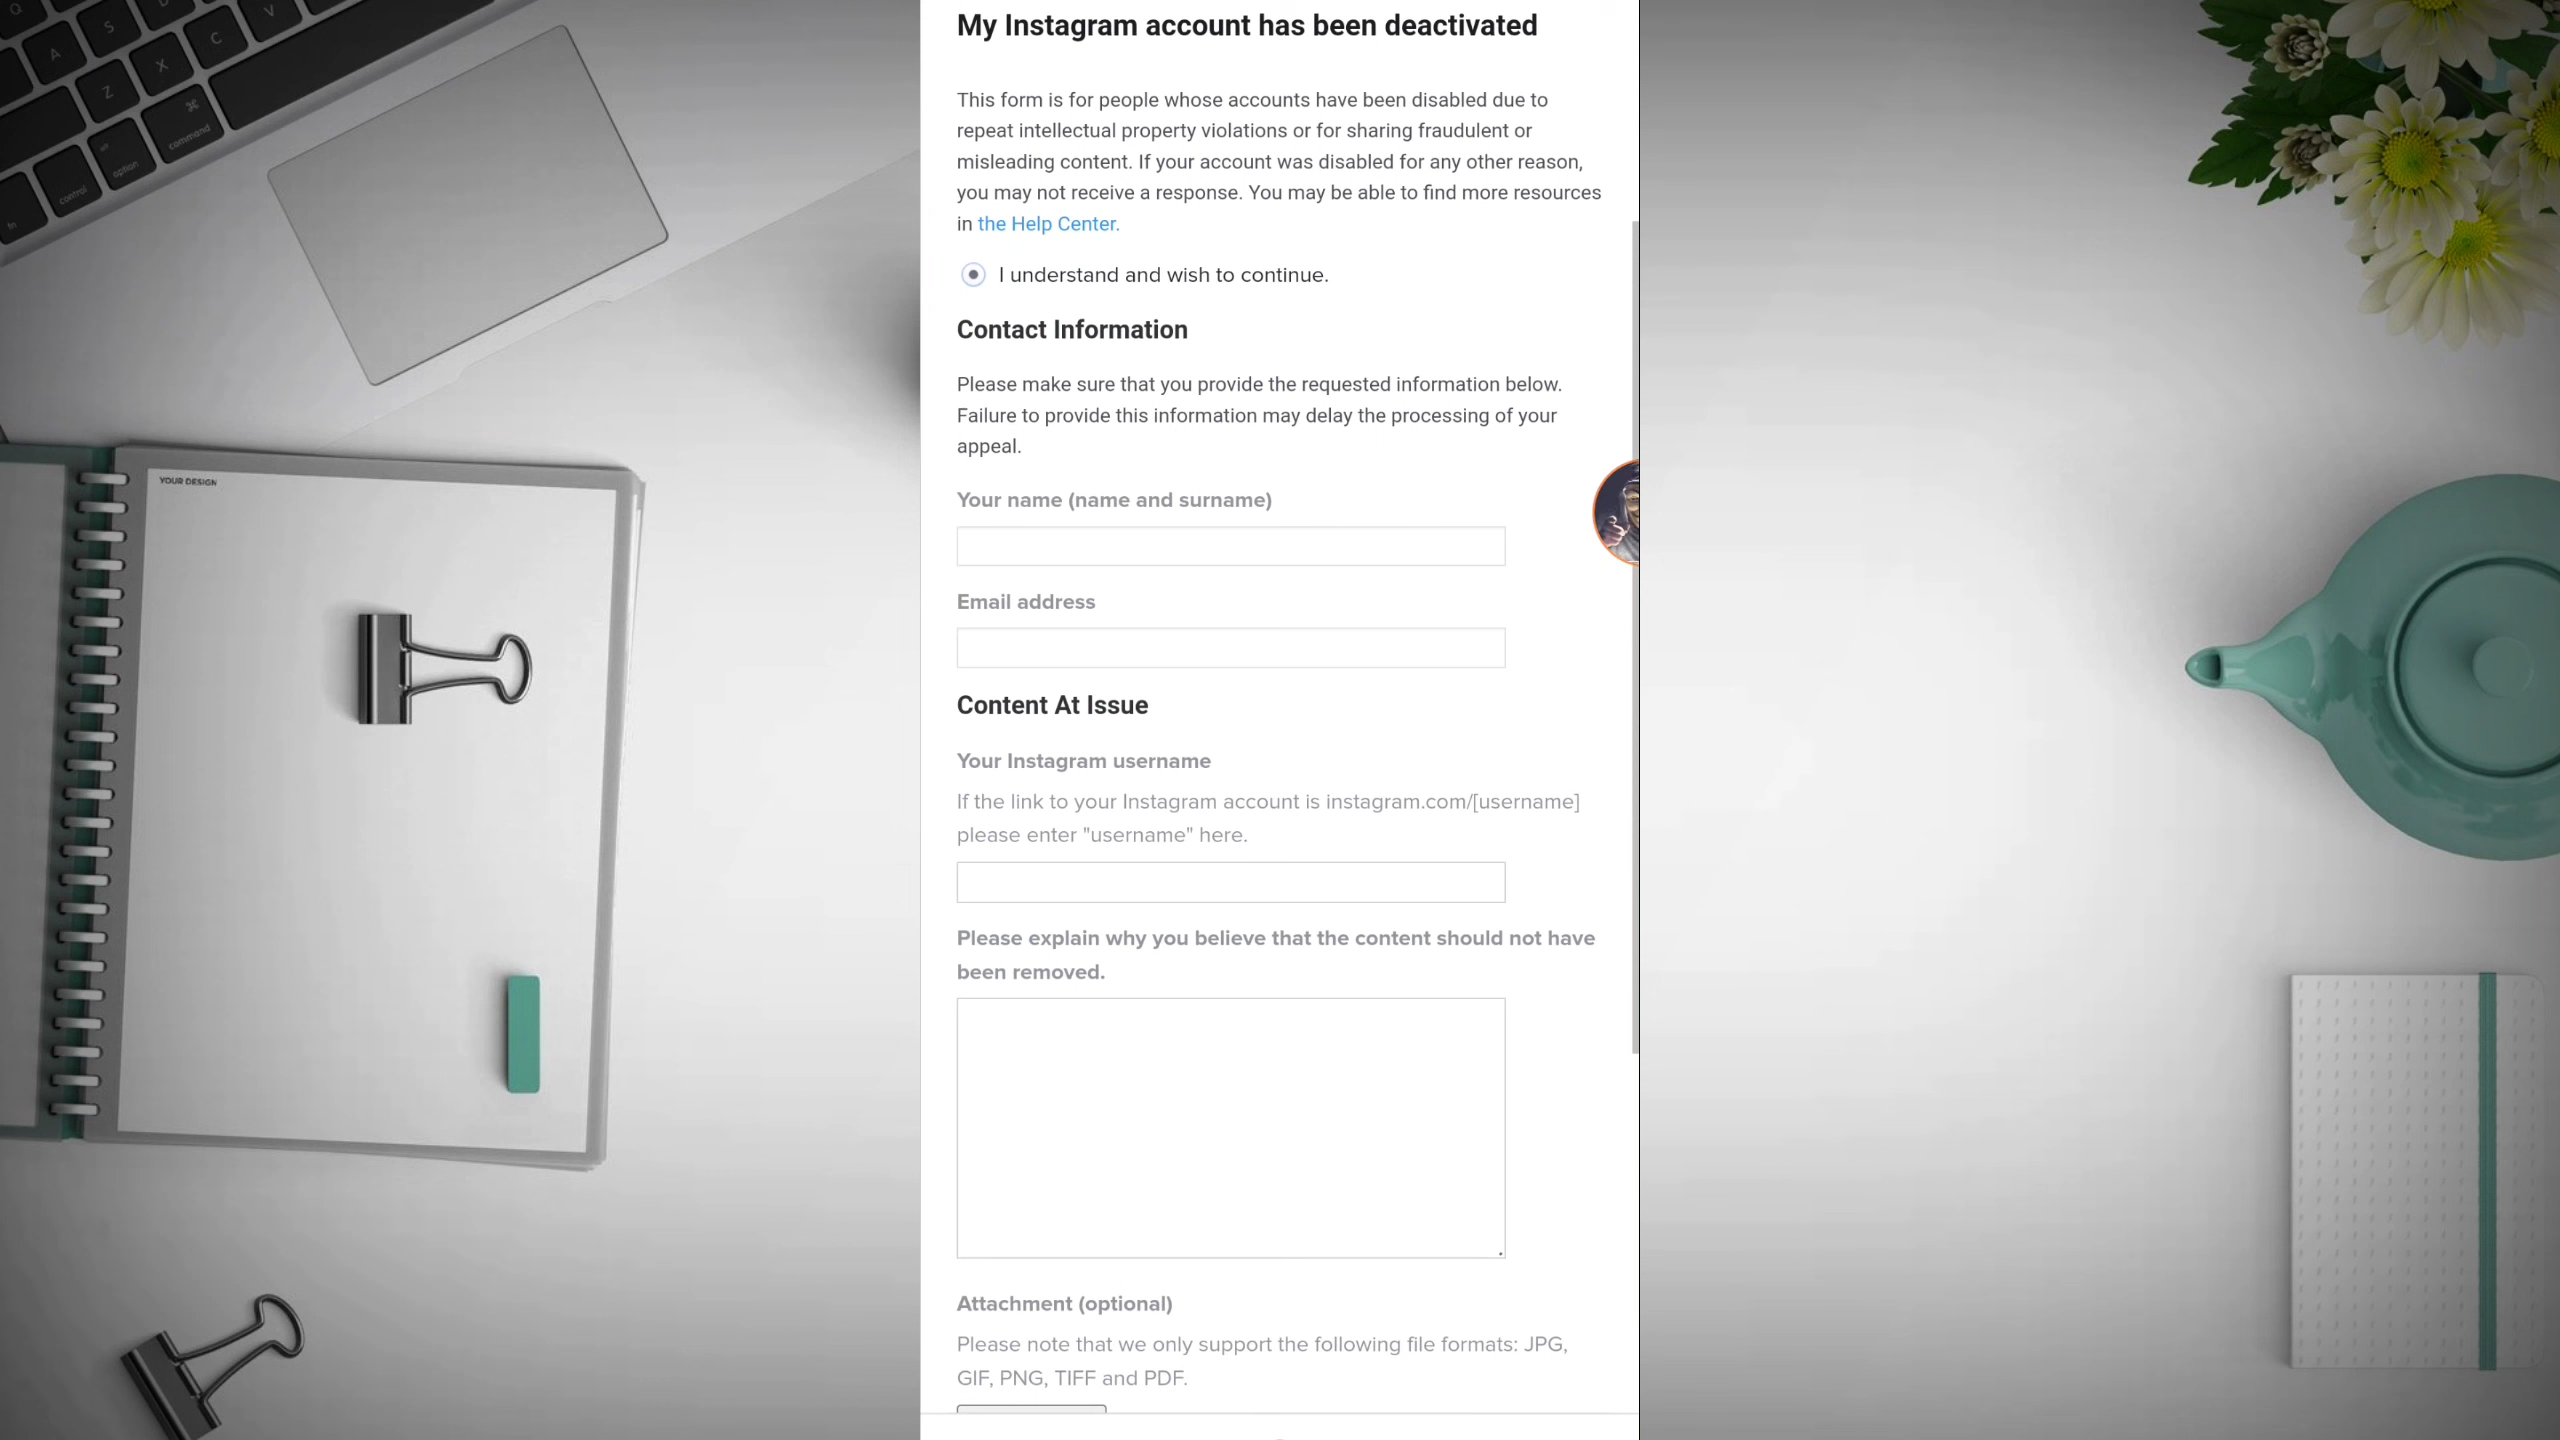 My Instagram account has been deactivated
This form is for people whose accounts have been disabled due to
repeat intellectual property violations or for sharing fraudulent or
misleading content. If your account was disabled for any other reason,
you may not receive a response. You may be able to find more resources
in the Help Center.
I understand and wish to continue.
Contact Information
Please make sure that you provide the requested information below.
Failure to provide this information may delay the processing of your
appeal.
Your name (name and surname)
Email address
Content At Issue
Your Instagram username
If the link to your Instagram account is instagram.com/[username]
please enter "username" here.
Please explain why you believe that the content should not have
been removed.
Attachment (optional)
Please note that we only support the following file formats: JPG,
GIF, PNG, TIFF and PDF.
Q
A S D V
Z X C
⌘
fn control alt option command
YOUR DESIGN